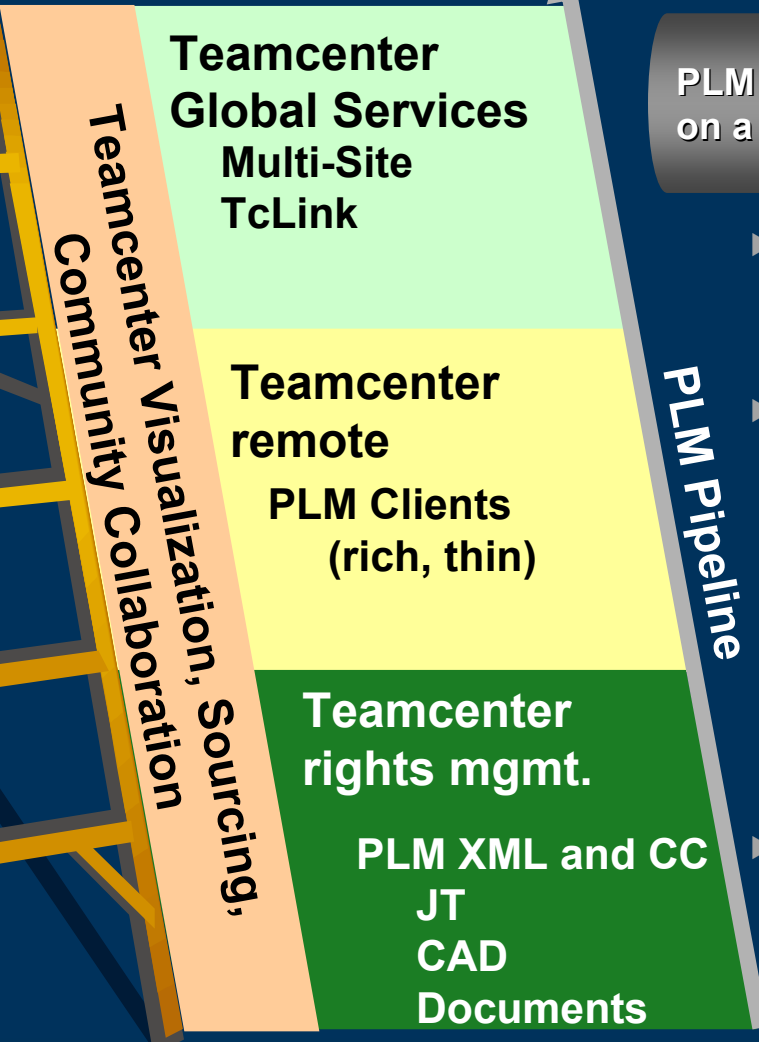 Teamcenter
Global Services
Multi-Site
TcLink
Teamcenter Visualization, Sourcing,
Community Collaboration
Teamcenter
remote
PLM Clients
(rich, thin)
Teamcenter
rights mgmt.
PLM XML and CC
JT
CAD
Documents
PLM Pipeline
PLM
on a